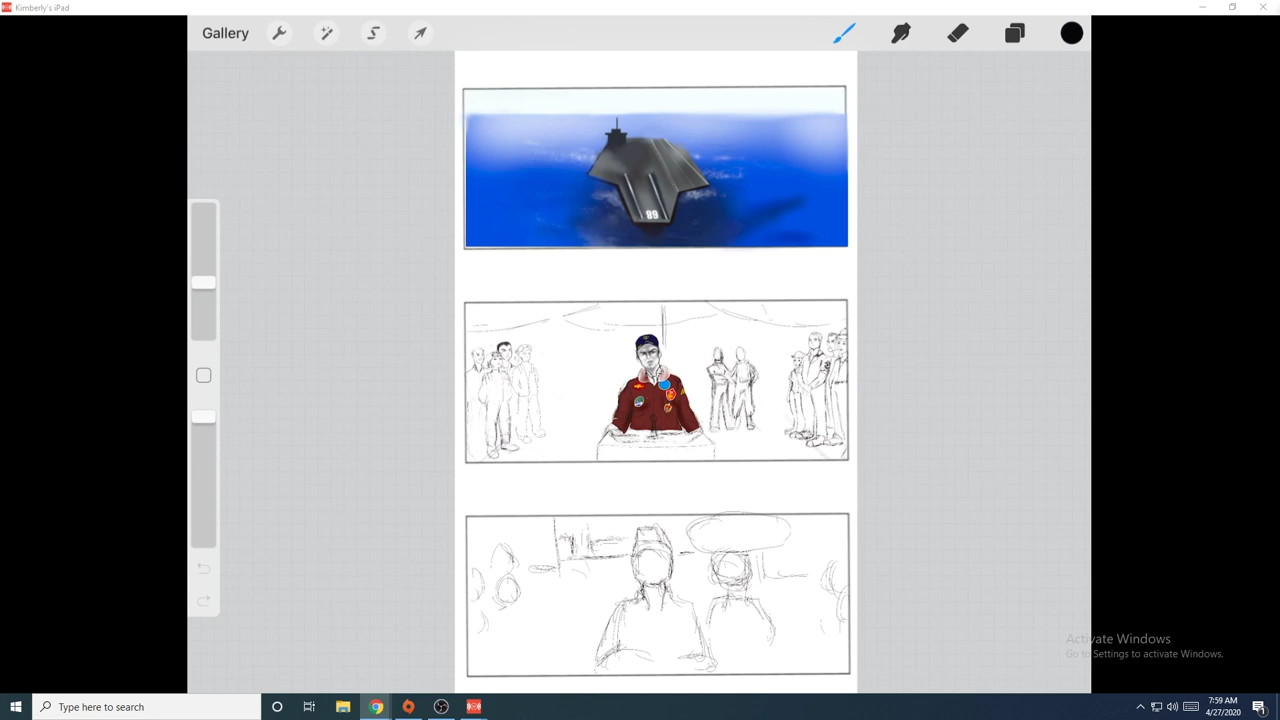 Kimberly's iPad
Gallery
89
Activate Windows
Go to Settings to activate Windows.
Type here to search
7:59 AM
4/27/2020
1